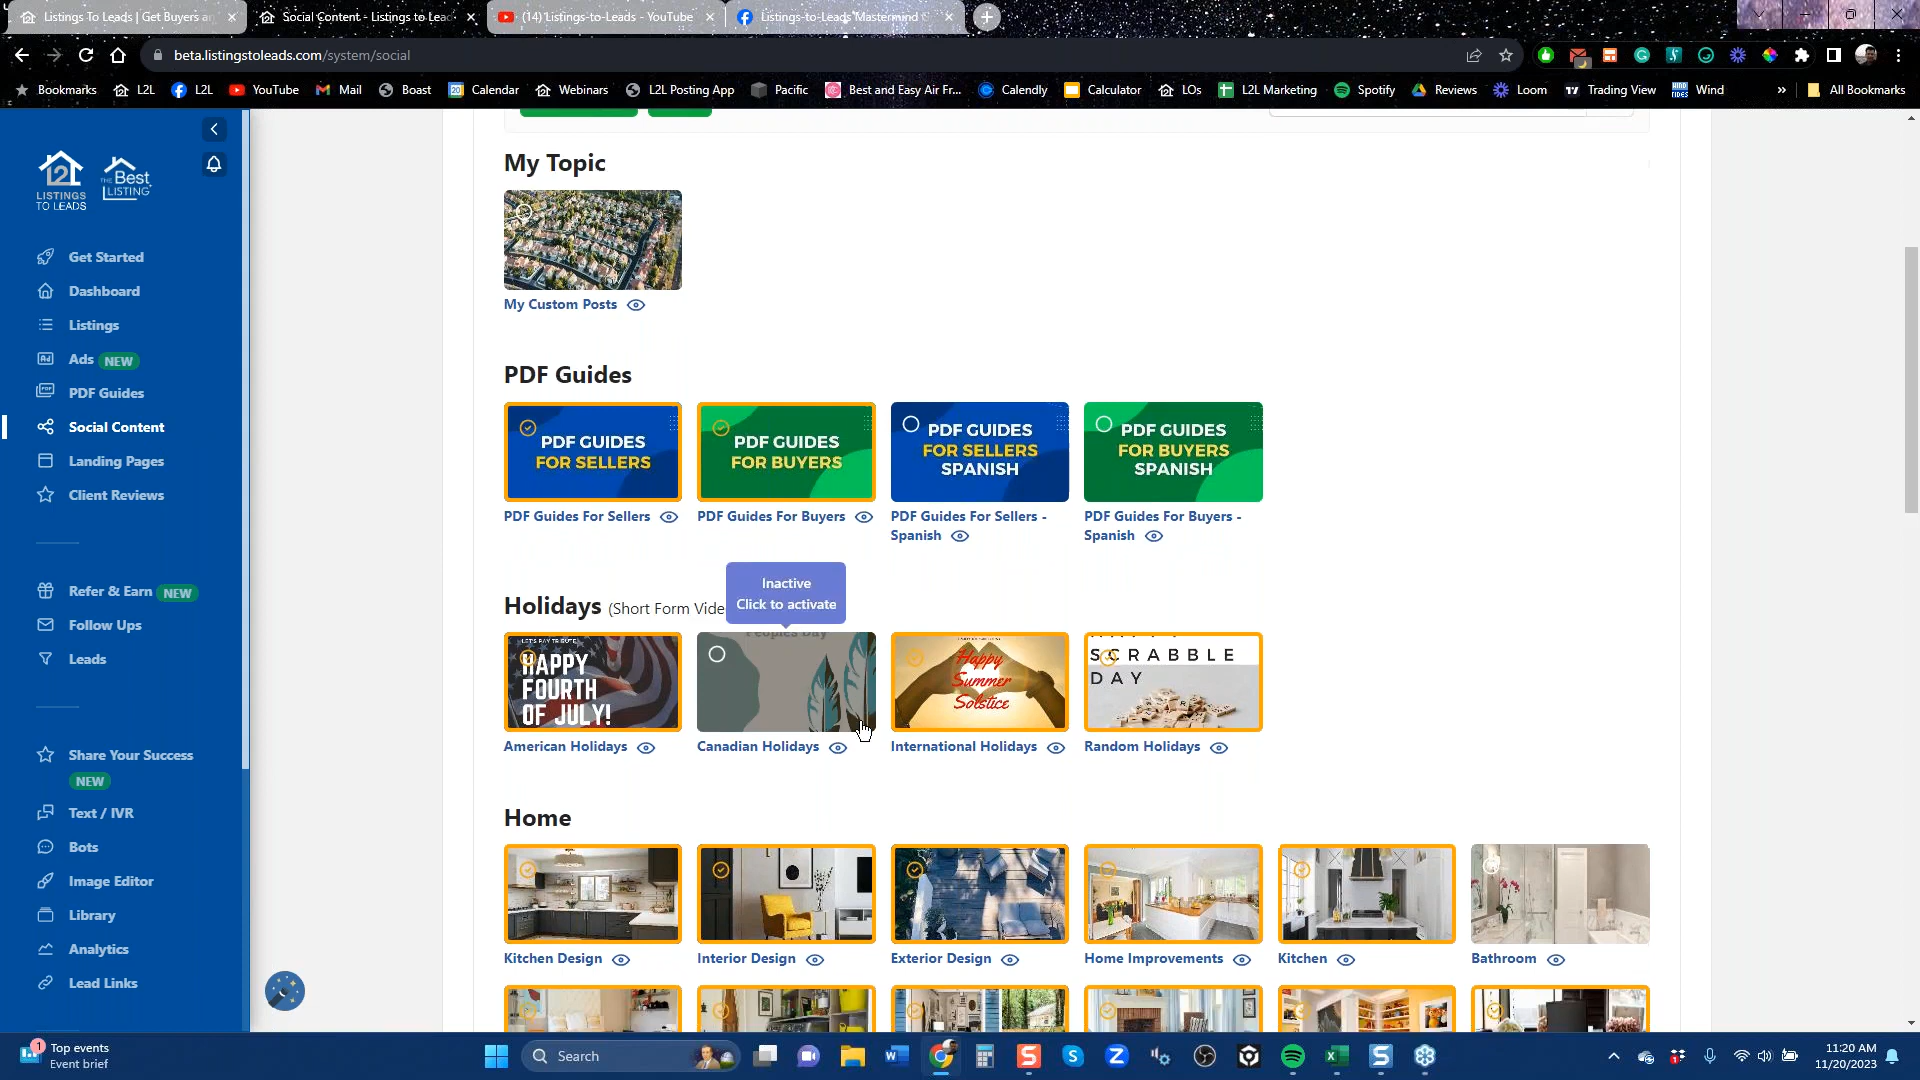 Listings To Leads | Get Buyers a
Social Content - Listings to Lead
(14) Listings-to-Leads - YouTube
Listings-to-Leads Mastermind
beta.listingstoleads.com/system/social
Bookmarks
L2L
L2L
YouTube
Mail
Boast
Calendar
Webinars
L2L Posting App
Pacific
Best and Easy Air Fr...
Calendly
Calculator
LOs
L2L Marketing
Spotify
Reviews
Loom
Trading View
Wind
»
All Bookmarks
L2L
LISTINGS
TO LEADS
THE Best
LISTING
Get Started
Dashboard
Listings
Ads NEW
PDF Guides
Social Content
Landing Pages
Client Reviews
Refer & Earn NEW
Follow Ups
Leads
Share Your Success
NEW
Text / IVR
Bots
Image Editor
Library
Analytics
Lead Links
My Topic
My Custom Posts
PDF Guides
PDF GUIDES
FOR SELLERS
PDF GUIDES
FOR BUYERS
PDF GUIDES
FOR SELLERS
SPANISH
PDF GUIDES
FOR BUYERS
SPANISH
PDF Guides For Sellers
PDF Guides For Buyers
PDF Guides For Sellers -
Spanish
PDF Guides For Buyers -
Spanish
Inactive
Click to activate
Holidays (Short Form Vide
LET'S PAY TRIBUTE
HAPPY
FOURTH
OF JULY!
Peoples Day
Happy
Summer
Solstice
SCRABBLE
DAY
American Holidays
Canadian Holidays
International Holidays
Random Holidays
Home
Kitchen Design
Interior Design
Exterior Design
Home Improvements
Kitchen
Bathroom
1
Top events
Event brief
Search
11:20 AM
11/20/2023